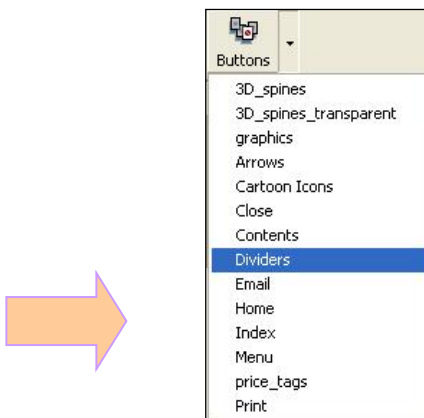 Buttons
3D_spines
3D_spines_transparent
graphics
Arrows
Cartoon Icons
Close
Contents
Dividers
Email
Home
Index
Menu
price_tags
Print